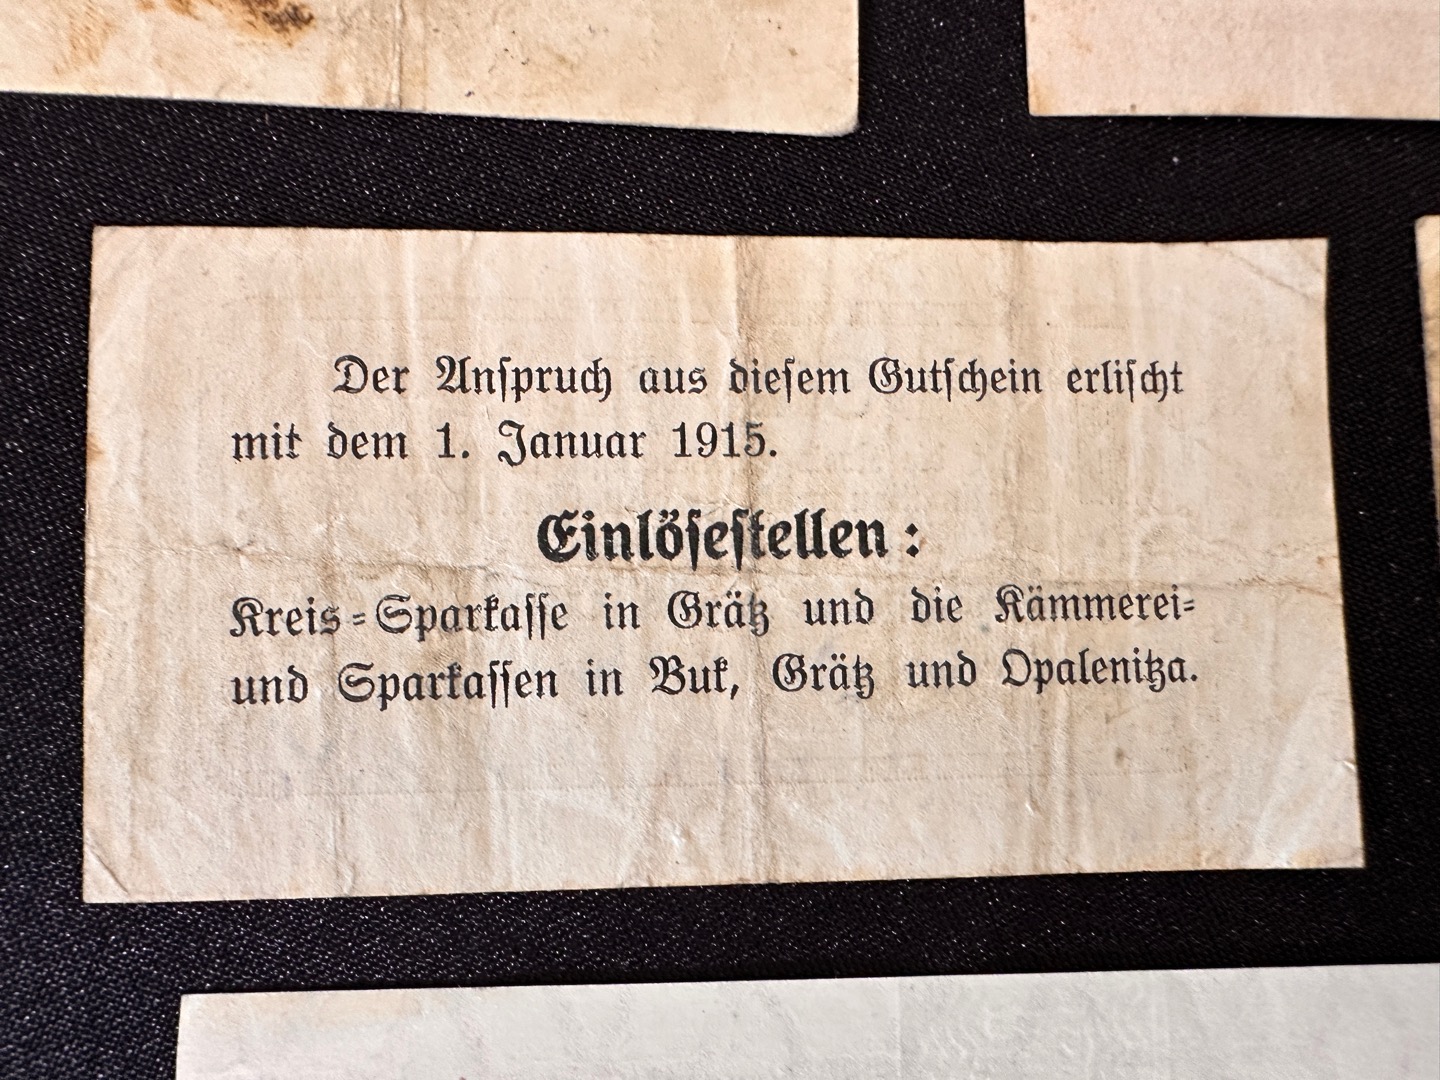 Der Anſpruch aus dieſem Gutſchein erliſcht
mit dem 1. Januar 1915.
Einlöſeſtellen:
Kreis-Sparkaſſe in Grätz und die Kämmerei-
und Sparkaſſen in Buk, Grätz und Opalenitza.